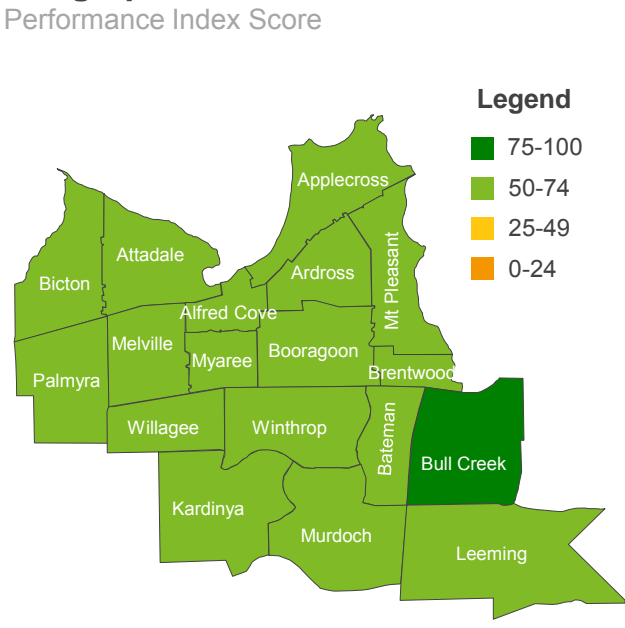 Performance Index Score
Legend
75-100
50-74
25-49
0-24
Applecross
Attadale
Ardross
Mt Pleasant
Bicton
Alfred Cove
Melville
Myaree
Booragoon
Brentwood
Palmyra
Willagee
Winthrop
Bateman
Bull Creek
Kardinya
Murdoch
Leeming